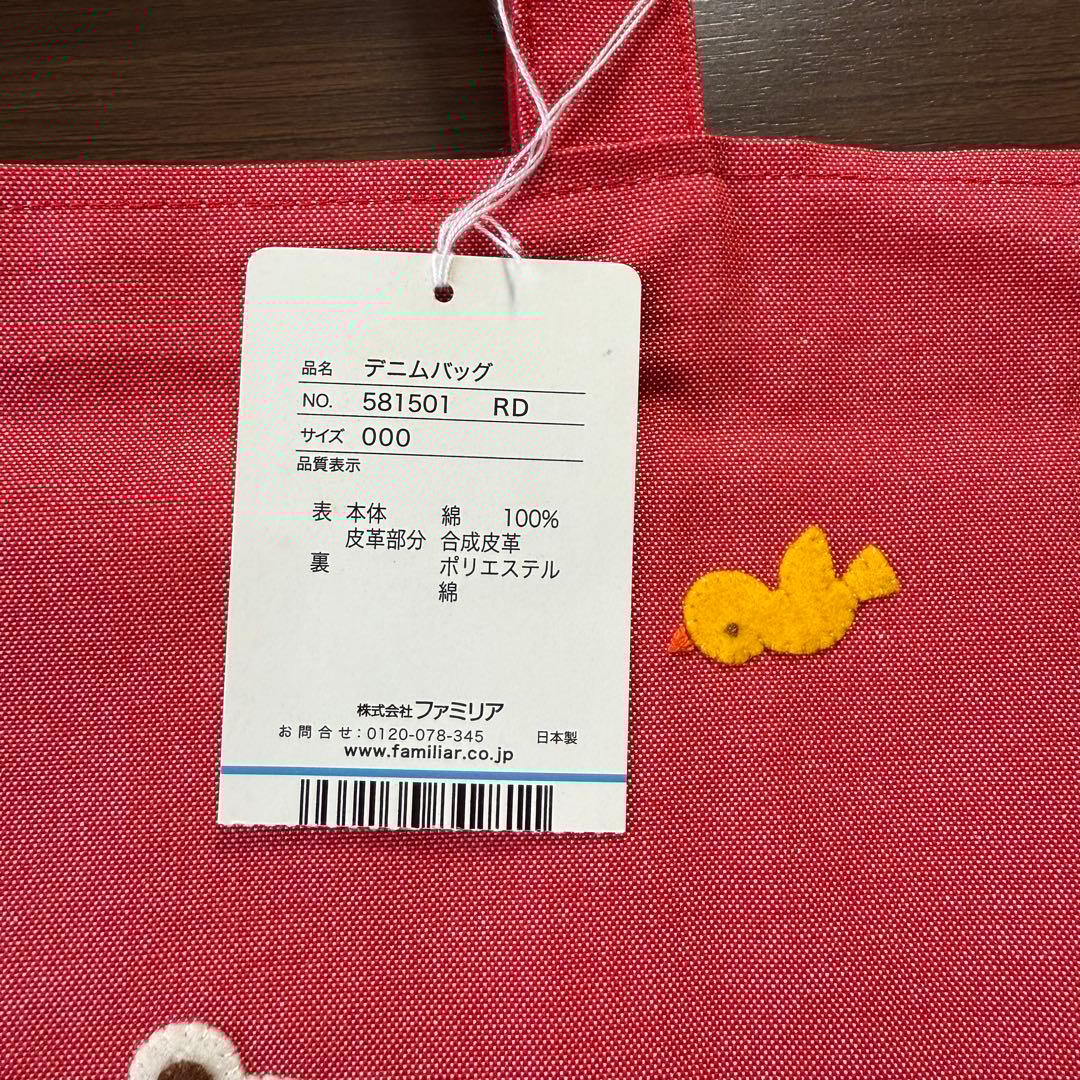 品名 デニムバッグ
NO. 581501 RD
サイズ 000
品質表示
表 本体 綿 100%
皮革部分 合成皮革
裏 ポリエステル
綿
株式会社ファミリア
お問合せ:0120-078-345 日本製
www.familiar.co.jp